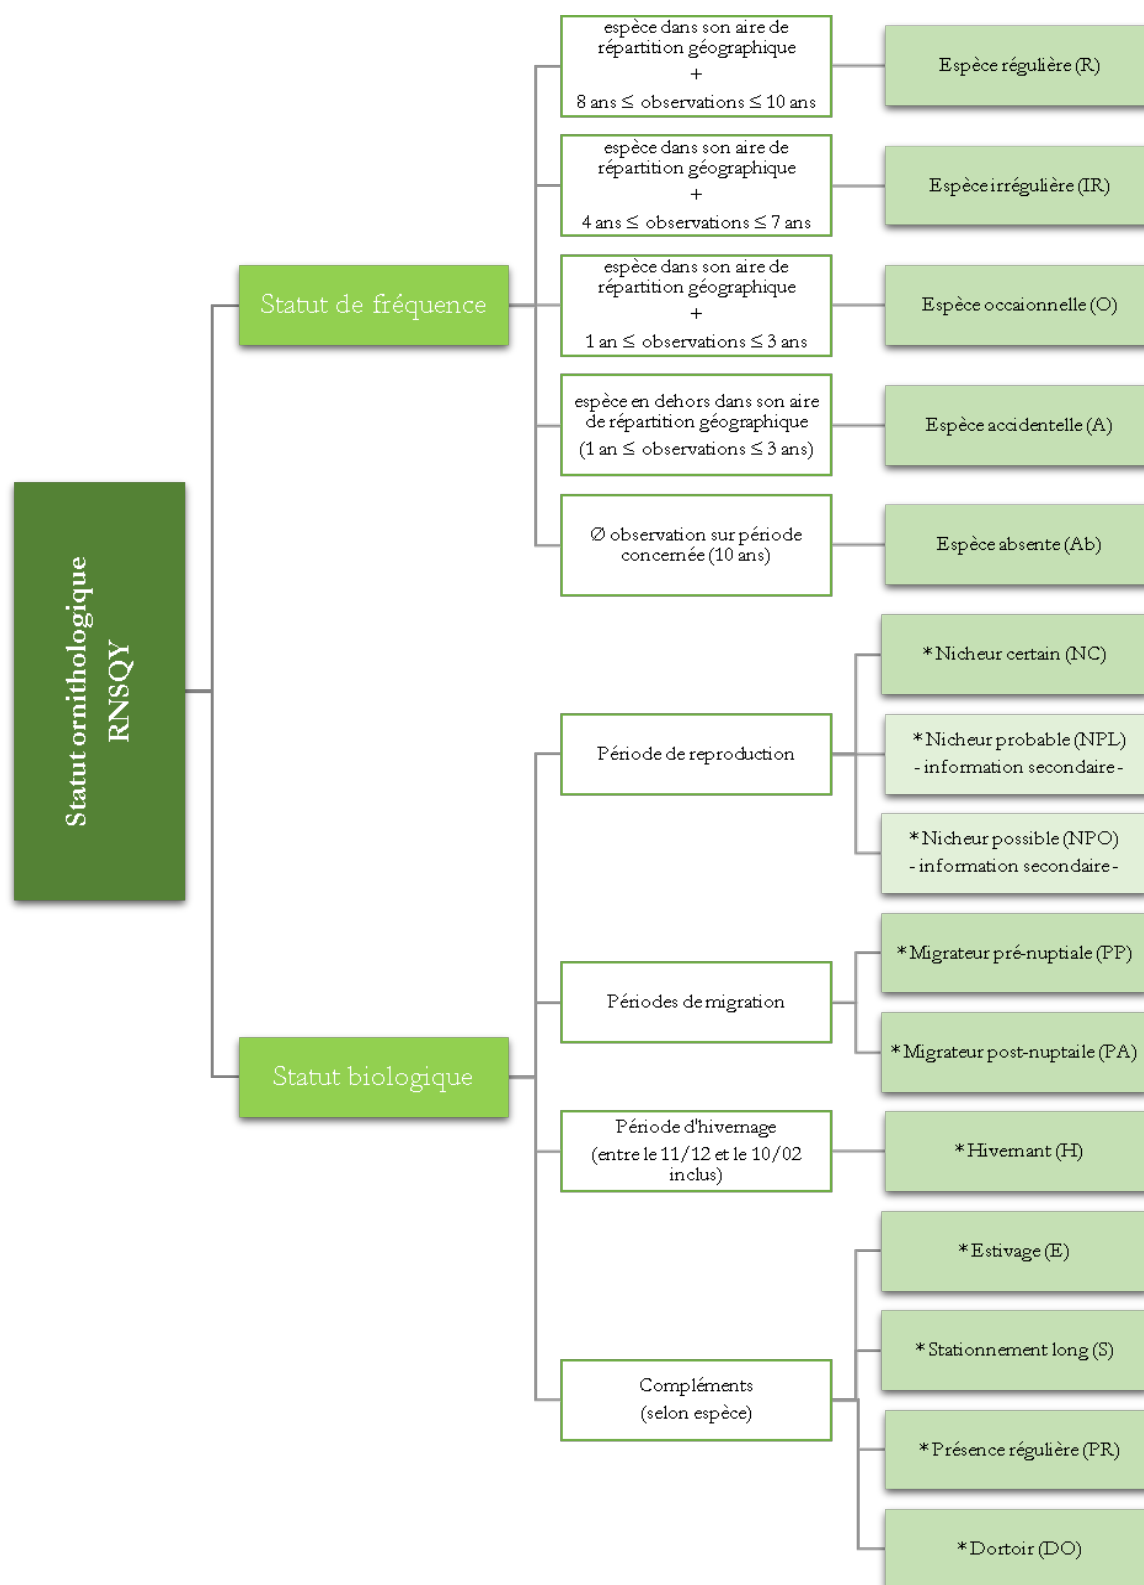 Statut ornithologique
RNSQY
Statut de fréquence
espèce dans son aire de
répartition géographique
+
8 ans ≤ observations ≤ 10 ans
Espèce régulière (R)
espèce dans son aire de
répartition géographique
+
4 ans ≤ observations ≤ 7 ans
Espèce irrégulière (IR)
espèce dans son aire de
répartition géographique
+
1 an ≤ observations ≤ 3 ans
Espèce occaionnelle (O)
espèce en dehors dans son aire
de répartition géographique
(1 an ≤ observations ≤ 3 ans)
Espèce accidentelle (A)
Ø observation sur période
concernée (10 ans)
Espèce absente (Ab)
Statut biologique
Période de reproduction
* Nicheur certain (NC)
* Nicheur probable (NPL)
- information secondaire -
* Nicheur possible (NPO)
- information secondaire -
Périodes de migration
* Migrateur pré-nuptiale (PP)
* Migrateur post-nuptaile (PA)
Période d'hivernage
(entre le 11/12 et le 10/02
inclus)
* Hivernant (H)
Compléments
(selon espèce)
* Estivage (E)
* Stationnement long (S)
* Présence régulière (PR)
* Dortoir (DO)